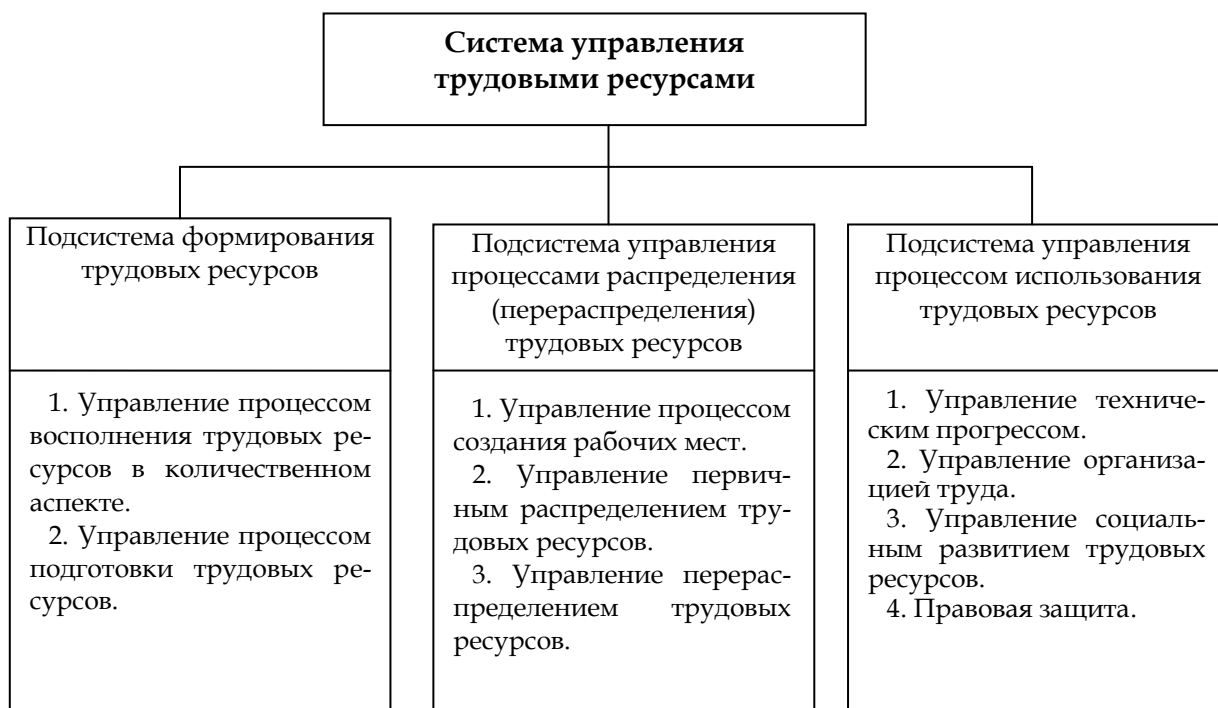 Система управления
трудовыми ресурсами
Подсистема формирования
трудовых ресурсов
1. Управление процессом
восполнения трудовых ре-
сурсов в количественном
аспекте.
2. Управление процессом
подготовки трудовых ре-
сурсов.
Подсистема управления
процессами распределения
(перераспределения)
трудовых ресурсов
1. Управление процессом
создания рабочих мест.
2. Управление первич-
ным распределением тру-
довых ресурсов.
3. Управление перерас-
пределением трудовых
ресурсов.
Подсистема управления
процессом использования
трудовых ресурсов
1. Управление техниче-
ским прогрессом.
2. Управление организа-
цией труда.
3. Управление социаль-
ным развитием трудовых
ресурсов.
4. Правовая защита.